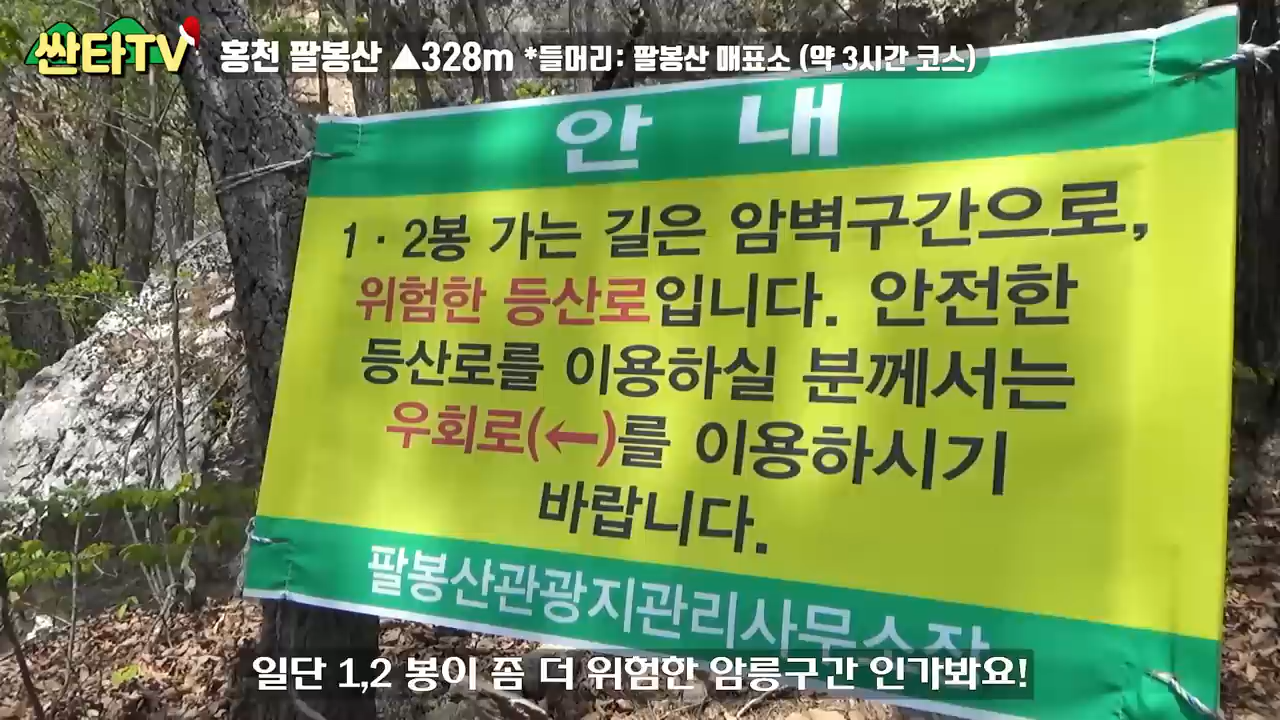 싼타TV
홍천 팔봉산 ▲328m *들머리: 팔봉산 매표소 (약 3시간 코스)
안 내
1 · 2봉 가는 길은 암벽구간으로,
위험한 등산로입니다. 안전한
등산로를 이용하실 분께서는
우회로(←)를 이용하시기
바랍니다.
팔봉산관광지관리사무소장
일단 1,2 봉이 좀 더 위험한 암릉구간 인가봐요!